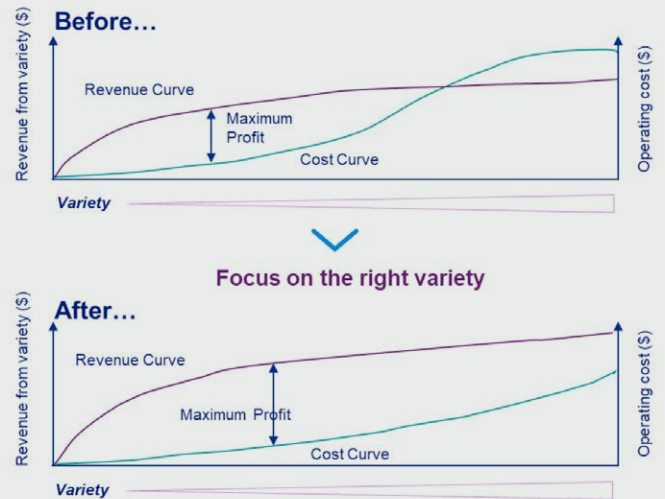 Before…
Revenue from variety ($)
Operating cost ($)
Revenue Curve
Maximum
Profit
Cost Curve
Variety
Focus on the right variety
After…
Revenue from variety ($)
Operating cost ($)
Revenue Curve
Maximum Profit
Cost Curve
Variety